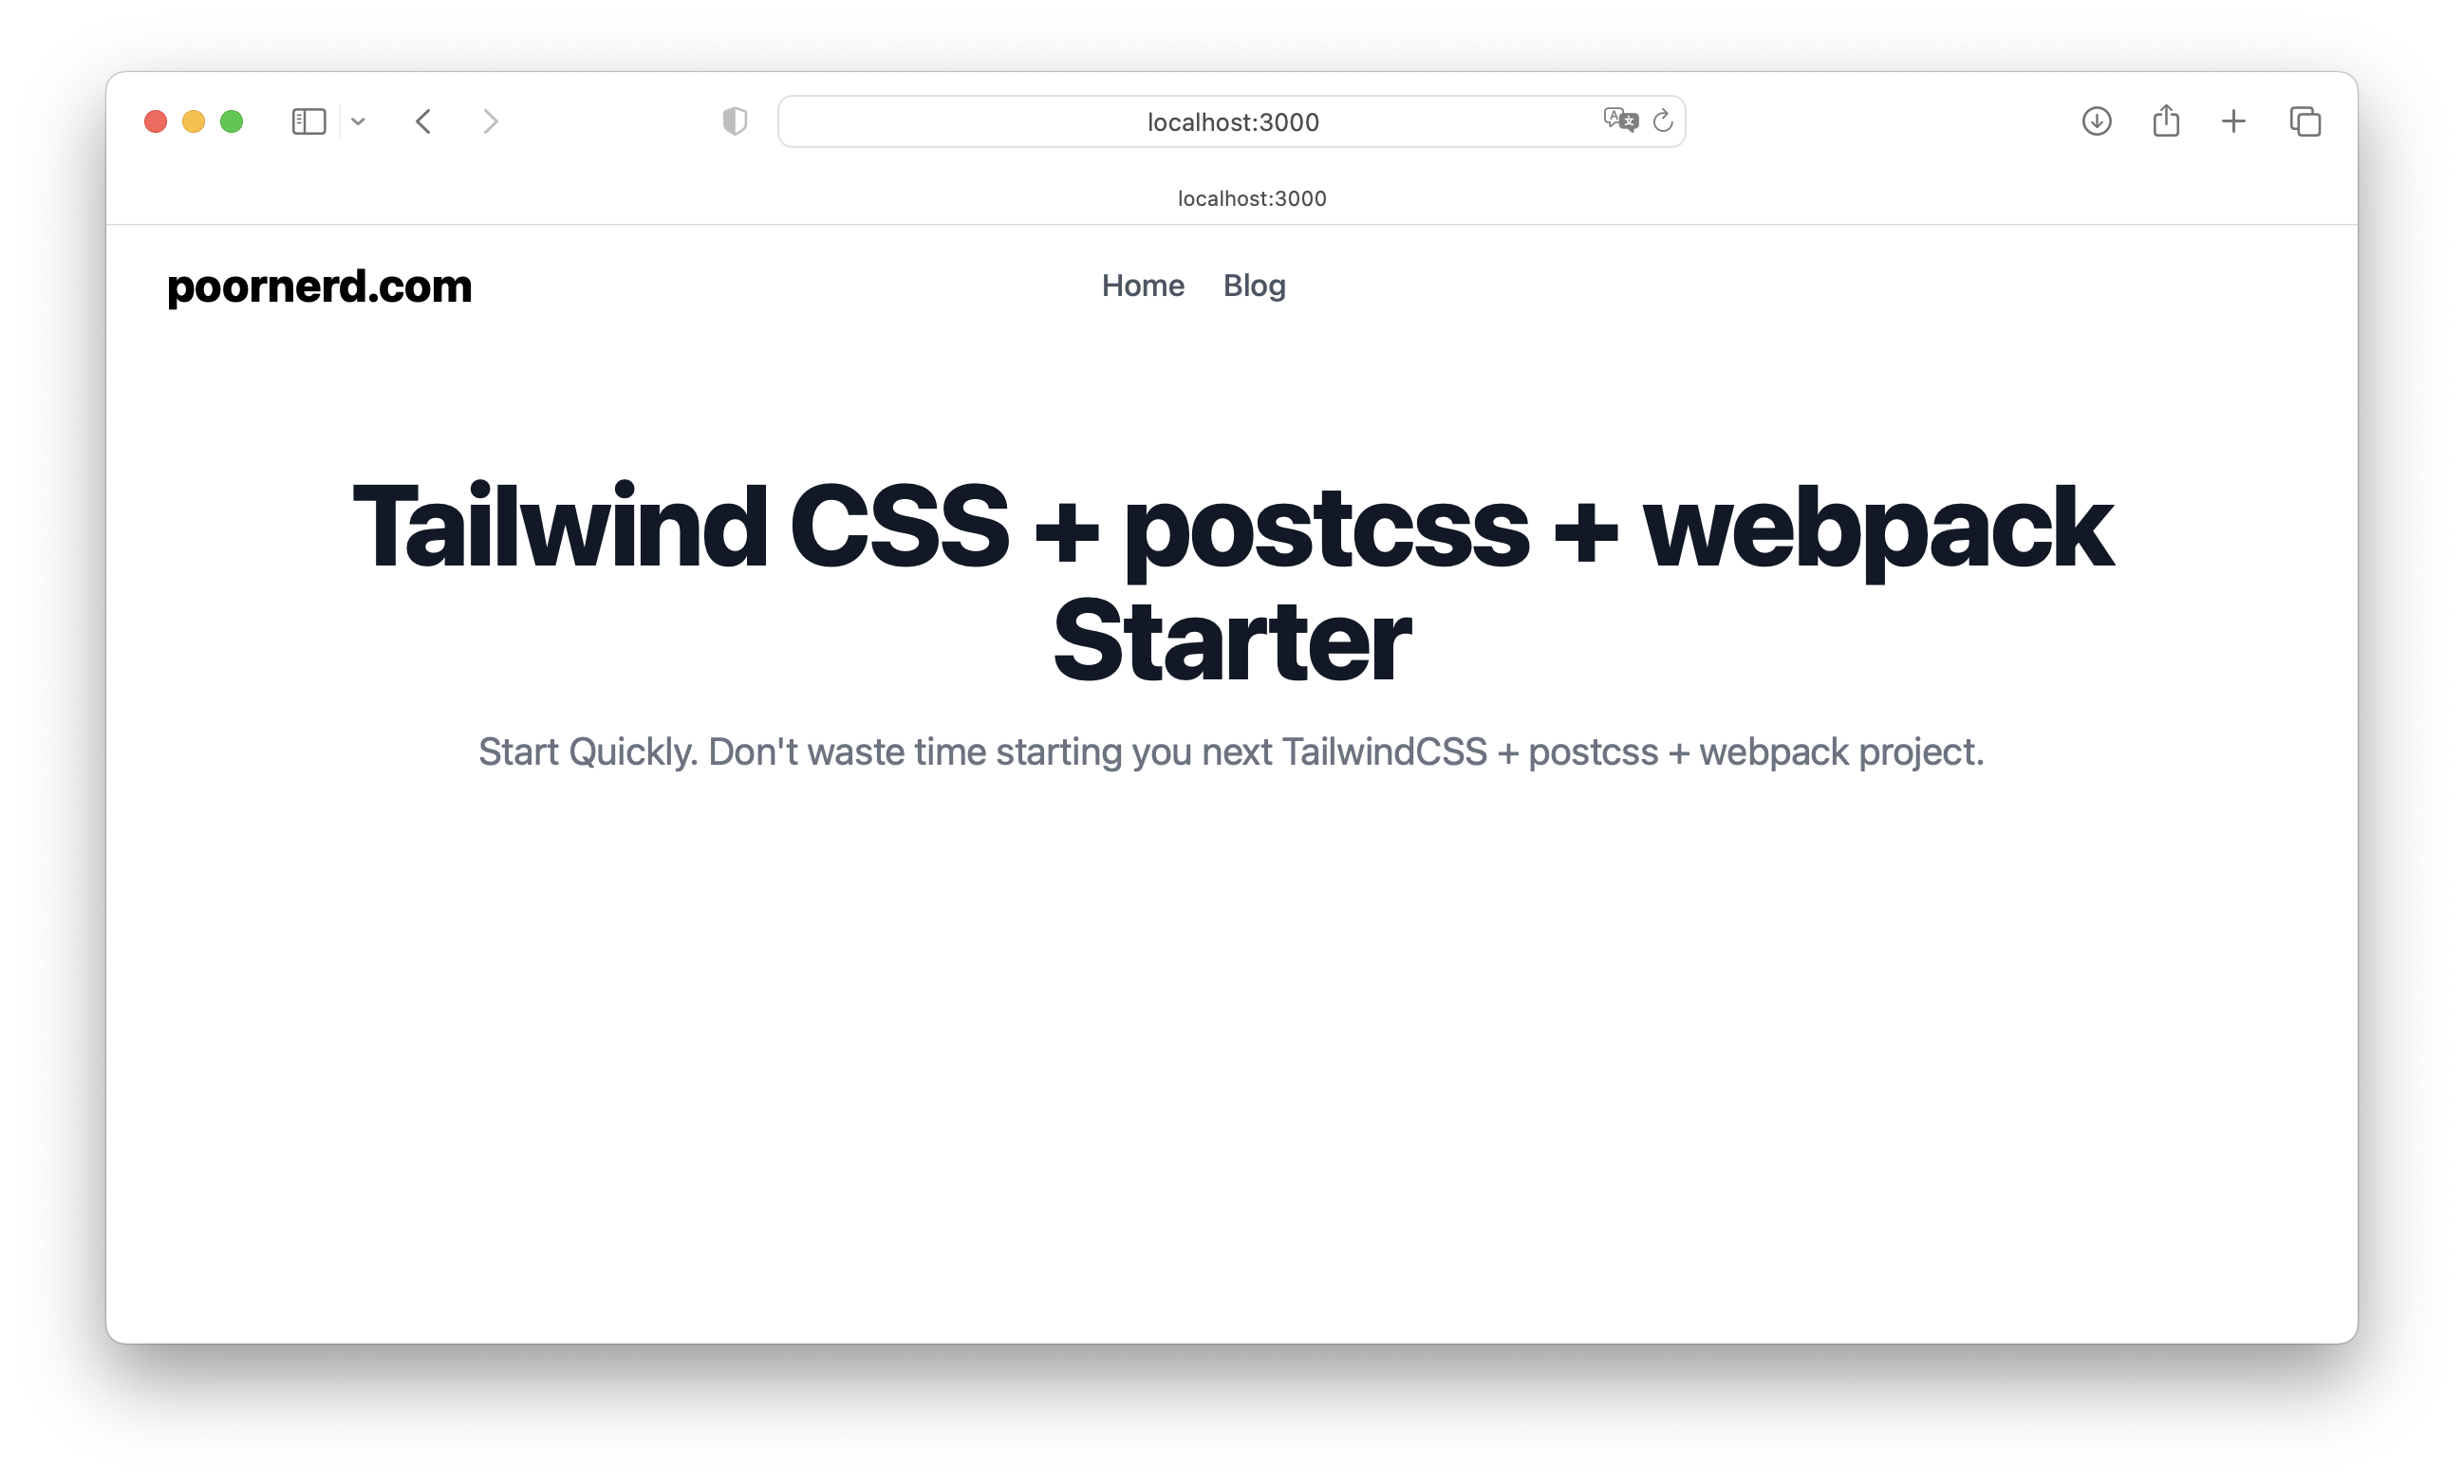 localhost:3000
localhost:3000
poornerd.com
Home Blog
Tailwind CSS + postcss + webpack
Starter
Start Quickly. Don't waste time starting you next TailwindCSS + postcss + webpack project.